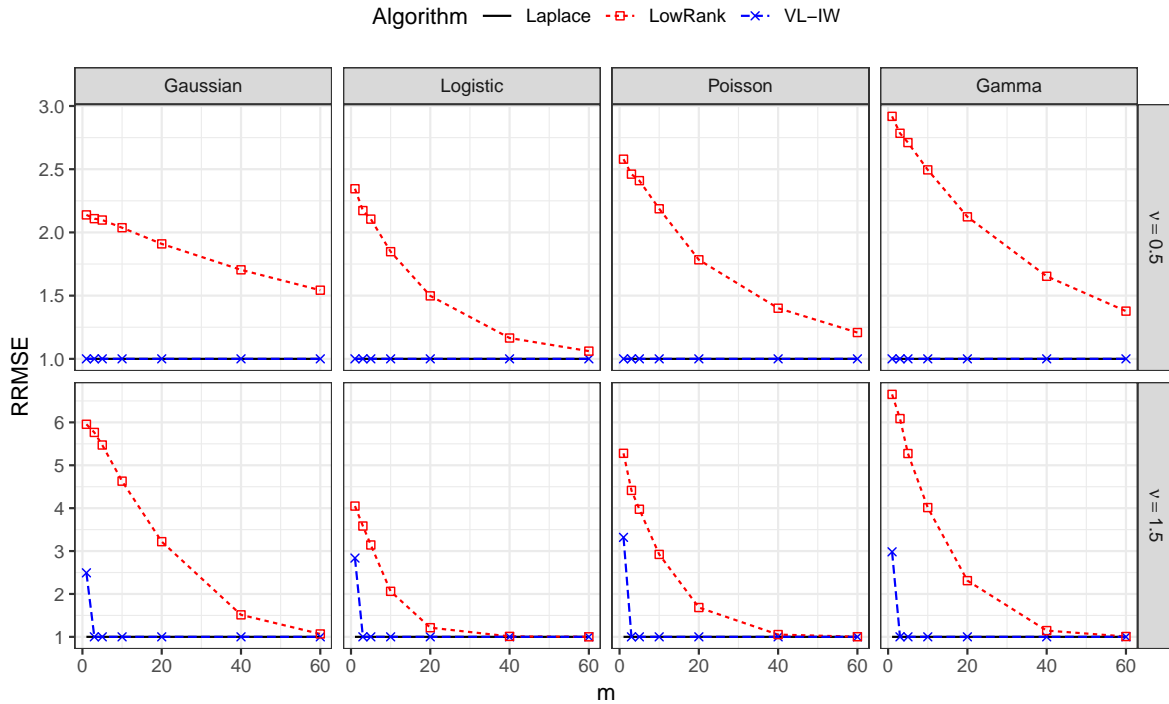 Algorithm Laplace LowRank VL−IW
Gaussian Logistic Poisson Gamma
3.0
2.5
2.0
1.5
1.0
ν = 0.5
RRMSE
6
5
4
3
2
1
ν = 1.5
0 20 40 60 0 20 40 60 0 20 40 60 0 20 40 60
m